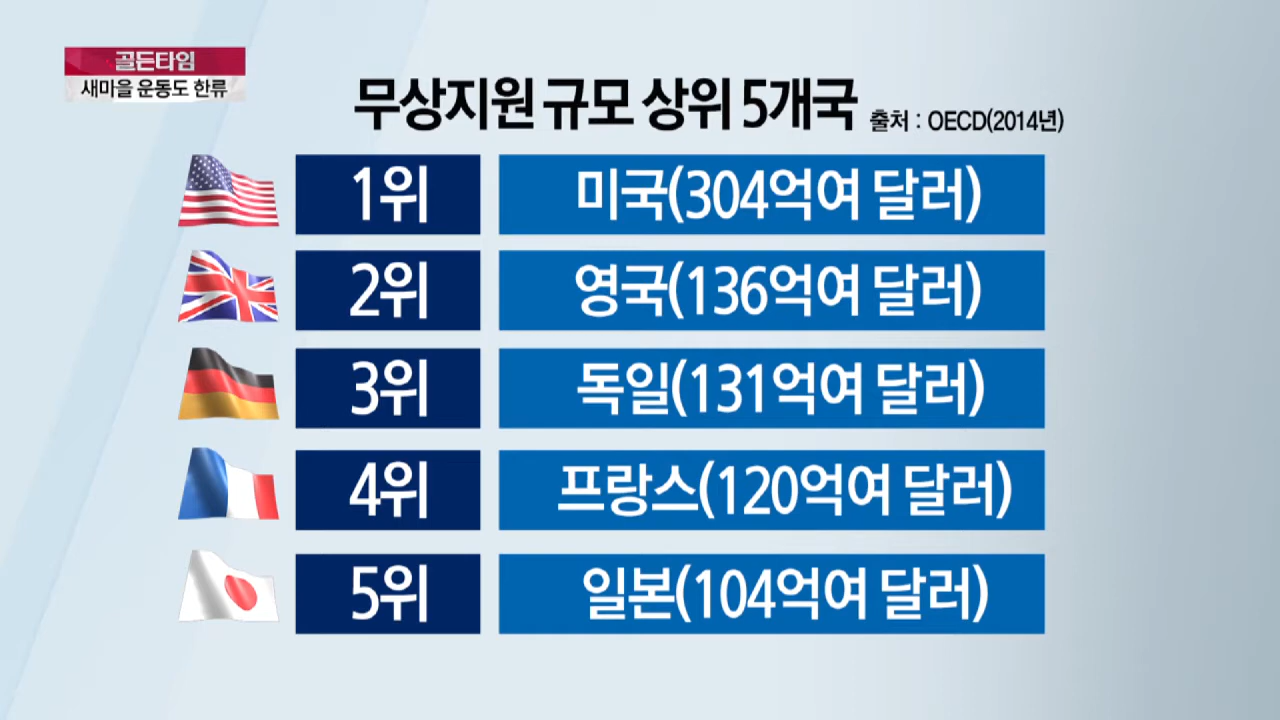 골든타임
새마을 운동도 한류
무상지원 규모 상위 5개국 출처 : OECD(2014년)
1위 미국(304억여 달러)
2위 영국(136억여 달러)
3위 독일(131억여 달러)
4위 프랑스(120억여 달러)
5위 일본(104억여 달러)